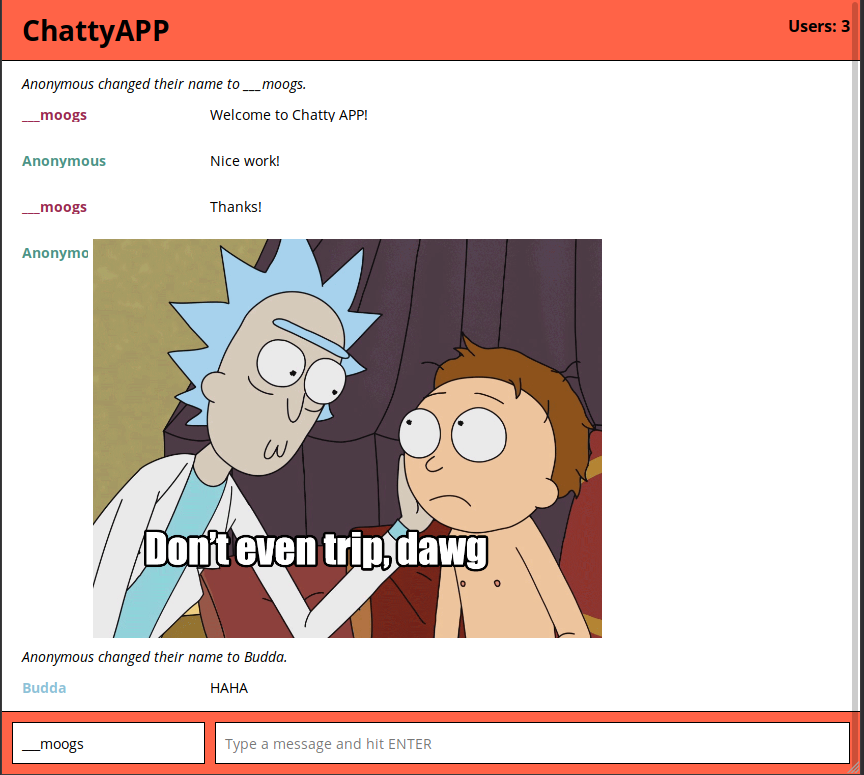 ChattyAPP
Users: 3
Anonymous changed their name to ___moogs.
___moogs Welcome to Chatty APP!
Anonymous Nice work!
___moogs Thanks!
Anonymo
Don't even trip, dawg
Anonymous changed their name to Budda.
Budda HAHA
___moogs Type a message and hit ENTER